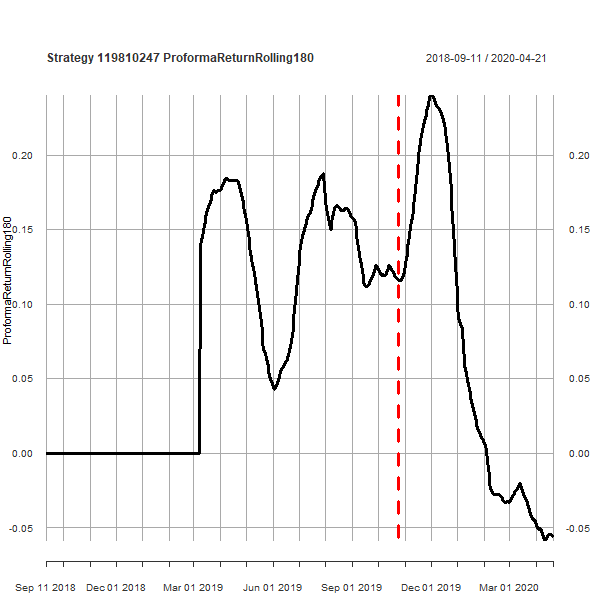 Strategy 119810247 ProformaReturnRolling180 2018-09-11 / 2020-04-21
0.20 0.20
0.15 0.15
ProformaReturnRolling180
0.10 0.10
0.05 0.05
0.00 0.00
-0.05 -0.05
Sep 11 2018 Dec 01 2018 Mar 01 2019 Jun 01 2019 Sep 01 2019 Dec 01 2019 Mar 01 2020